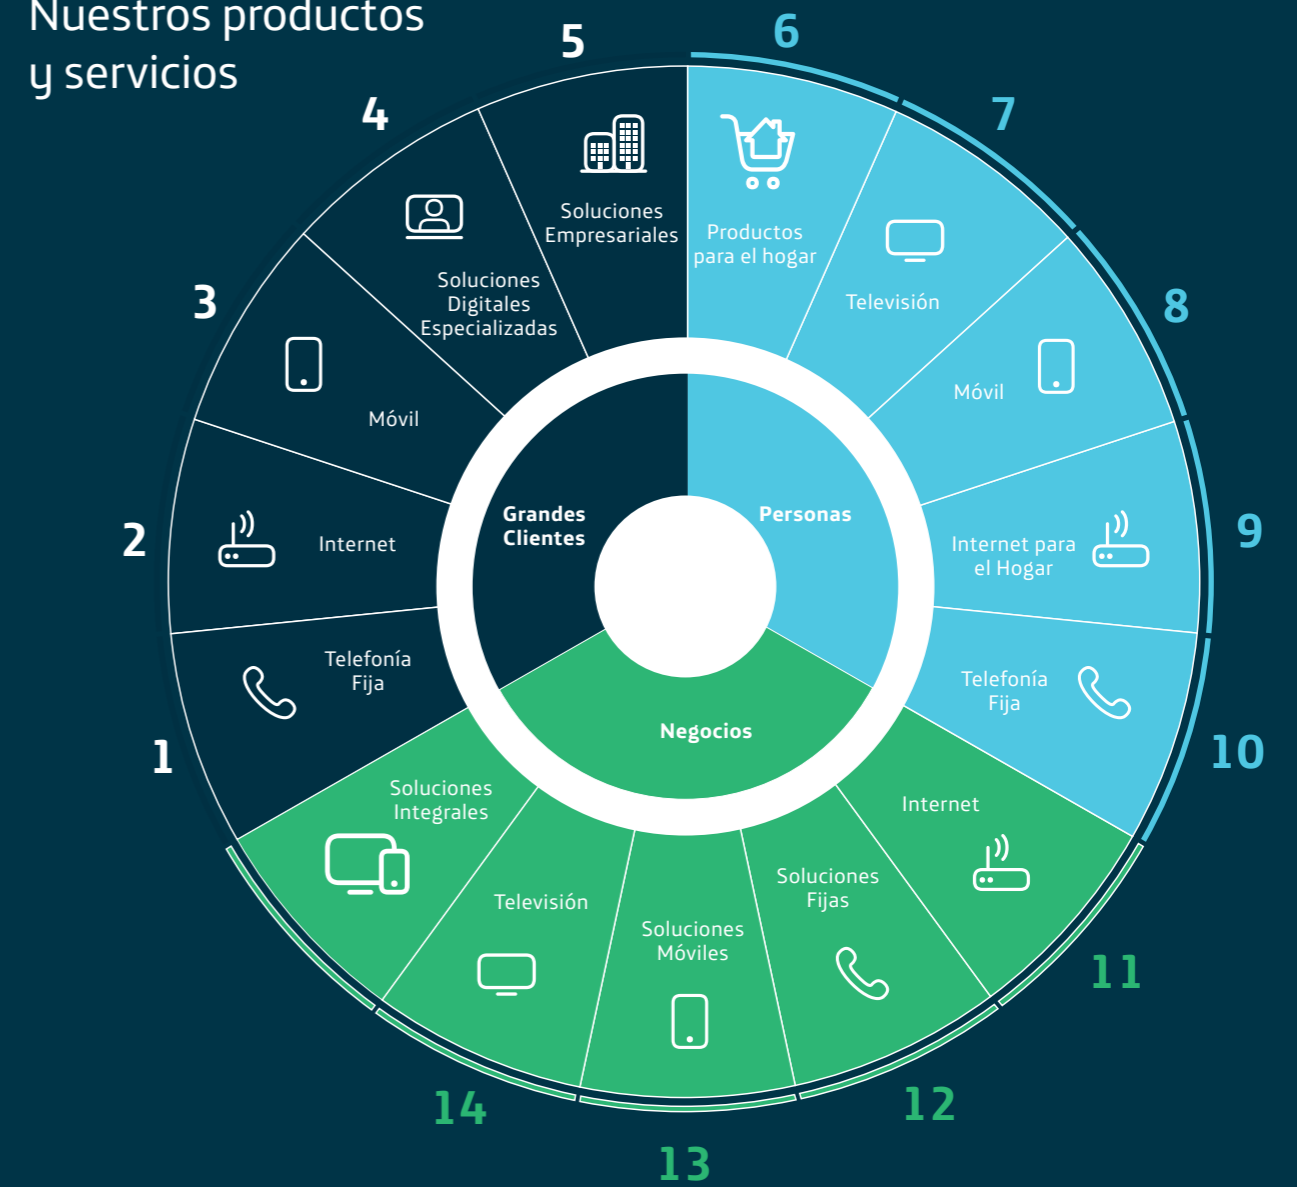 Nuestros productos
y servicios
1
Telefonía
Fija
2
Internet
3
Móvil
4
Soluciones
Digitales
Especializadas
5
Soluciones
Empresariales
6
Productos
para el hogar
7
Televisión
8
Móvil
9
Internet para
el Hogar
10
Telefonía
Fija
11
Internet
12
Soluciones
Fijas
13
Soluciones
Móviles
14
Televisión
Soluciones
Integrales
Grandes
Clientes
Personas
Negocios